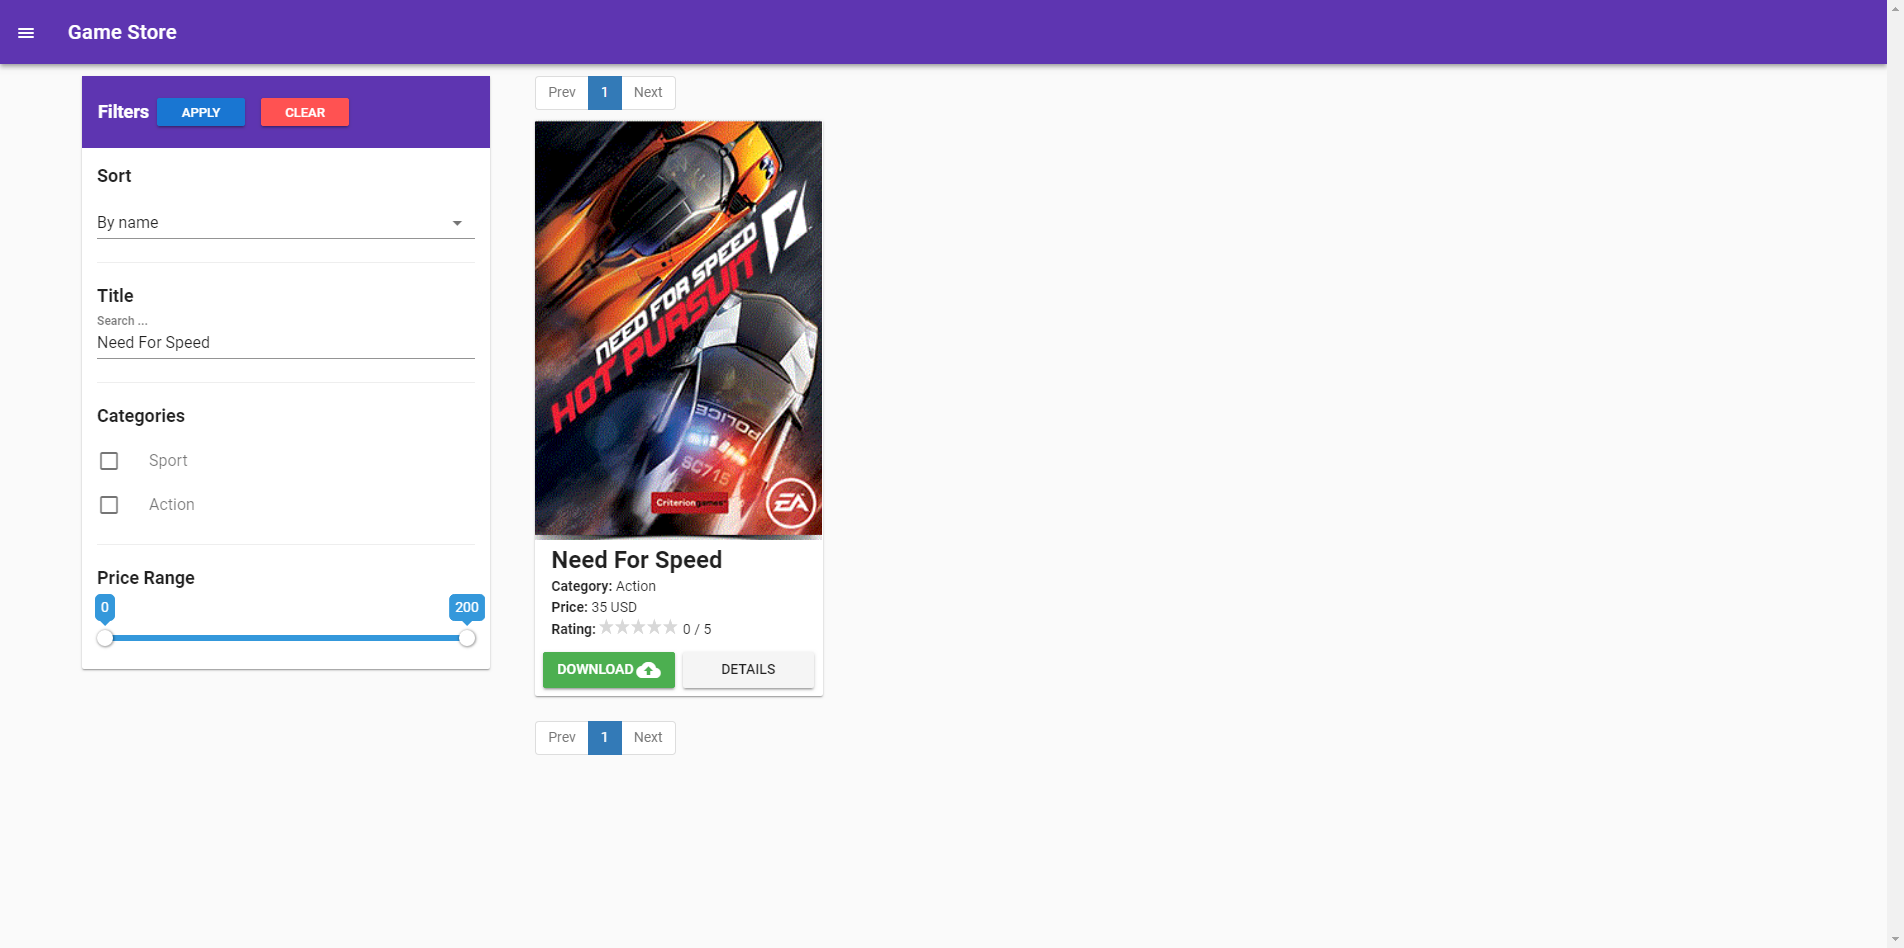 Game Store
Filters
APPLY
CLEAR
Sort
By name
Title
Search ...
Need For Speed
Categories
Sport
Action
Price Range
0
200
Prev
1
Next
NEED FOR SPEED
HOT PURSUIT
POLICE
SC715
Criteriongames
EA
Need For Speed
Category: Action
Price: 35 USD
Rating: 0 / 5
DOWNLOAD
DETAILS
Prev
1
Next